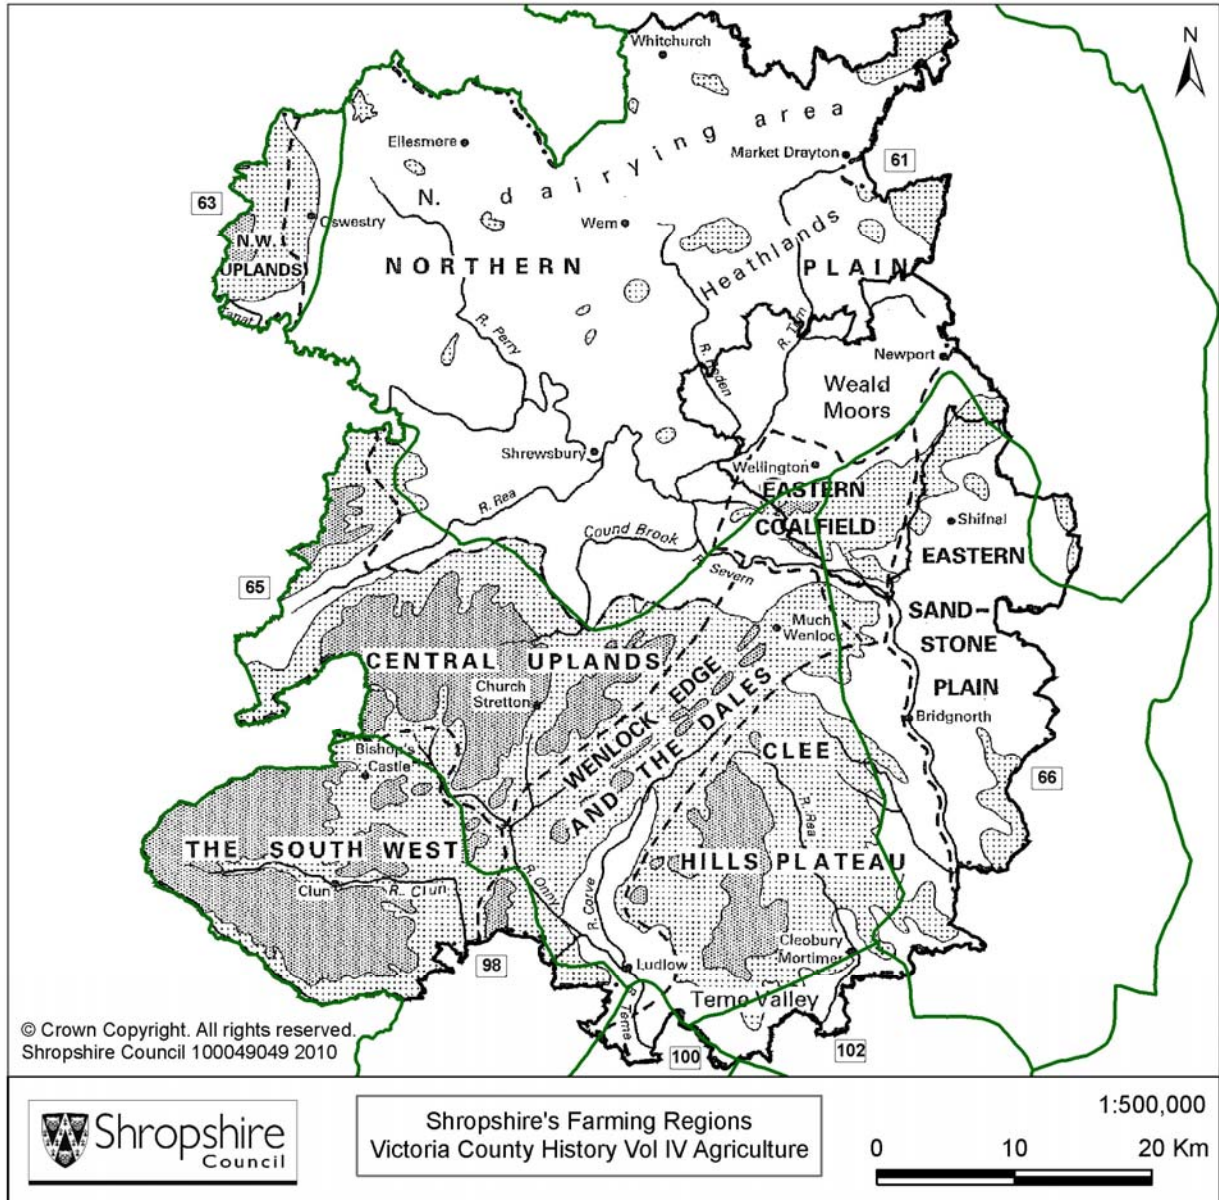 N
Whitchurch
Ellesmere
Market Drayton
61
63
N. dairying area
Oswestry
Wem
N.W.
UPLANDS
Heathlands
NORTHERN
PLAIN
Tanat
R. Perry
R. Roden
R. Tern
Newport
Weald
Moors
Shrewsbury
Wellington
R. Rea
EASTERN
COALFIELD
Cound Brook
Shifnal
EASTERN
SAND-
STONE
PLAIN
R. Severn
65
Much
Wenlock
CENTRAL UPLANDS
Church
Stretton
WENLOCK EDGE
AND THE DALES
Bridgnorth
Bishop's
Castle
CLEE
HILLS PLATEAU
66
R. Rea
THE SOUTH WEST
Clun
R. Clun
R. Onny
R. Corve
Cleobury
Mortimer
98
Ludlow
Teme Valley
R. Teme
100
102
© Crown Copyright. All rights reserved.
Shropshire Council 100049049 2010
Shropshire
Council
Shropshire's Farming Regions
Victoria County History Vol IV Agriculture
1:500,000
0 10 20 Km